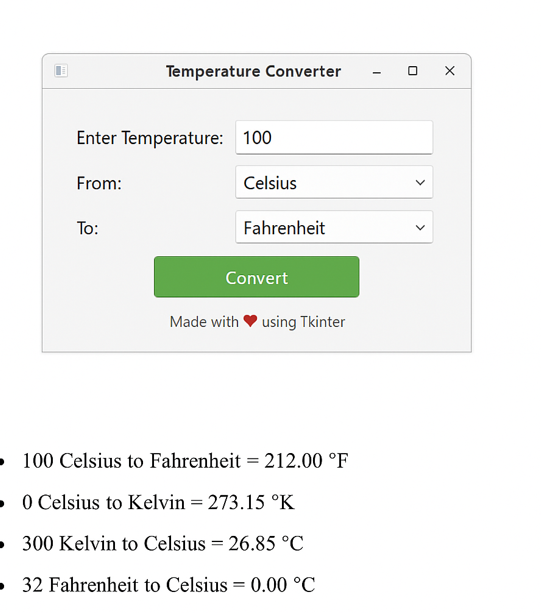 Temperature Converter
Enter Temperature: 100
From: Celsius
To: Fahrenheit
Convert
Made with ❤ using Tkinter
• 100 Celsius to Fahrenheit = 212.00 °F
• 0 Celsius to Kelvin = 273.15 °K
• 300 Kelvin to Celsius = 26.85 °C
• 32 Fahrenheit to Celsius = 0.00 °C